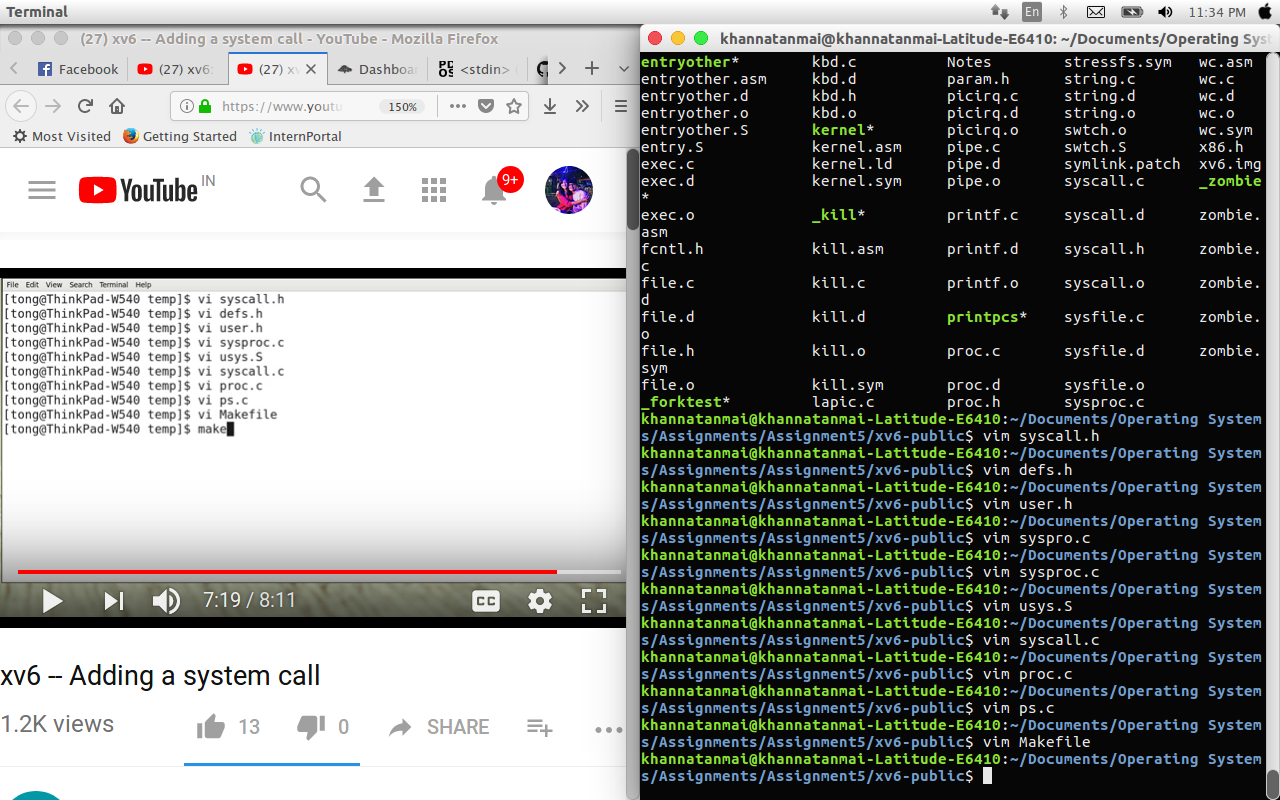 Terminal
En
11:34 PM
(27) xv6 -- Adding a system call - YouTube - Mozilla Firefox
Facebook
(27) xv6:
(27) xv
Dashboa
PD
OS
<stdin> (
https://www.youtu
150%
Most Visited
Getting Started
InternPortal
YouTube IN
9+
File Edit View Search Terminal Help
[tong@ThinkPad-W540 temp]$ vi syscall.h
[tong@ThinkPad-W540 temp]$ vi defs.h
[tong@ThinkPad-W540 temp]$ vi user.h
[tong@ThinkPad-W540 temp]$ vi sysproc.c
[tong@ThinkPad-W540 temp]$ vi usys.S
[tong@ThinkPad-W540 temp]$ vi syscall.c
[tong@ThinkPad-W540 temp]$ vi proc.c
[tong@ThinkPad-W540 temp]$ vi ps.c
[tong@ThinkPad-W540 temp]$ vi Makefile
[tong@ThinkPad-W540 temp]$ make
7:19 / 8:11
CC
xv6 -- Adding a system call
1.2K views
13
0
SHARE
khannatanmai@khannatanmai-Latitude-E6410: ~/Documents/Operating Syst
entryother* kbd.c Notes stressfs.sym wc.asm
entryother.asm kbd.d param.h string.c wc.c
entryother.d kbd.h picirq.c string.d wc.d
entryother.o kbd.o picirq.d string.o wc.o
entryother.S kernel* picirq.o swtch.o wc.sym
entry.S kernel.asm pipe.c swtch.S x86.h
exec.c kernel.ld pipe.d symlink.patch xv6.img
exec.d kernel.sym pipe.o syscall.c _zombie
*
exec.o _kill* printf.c syscall.d zombie.
asm
fcntl.h kill.asm printf.d syscall.h zombie.
c
file.c kill.c printf.o syscall.o zombie.
d
file.d kill.d printpcs* sysfile.c zombie.
o
file.h kill.o proc.c sysfile.d zombie.
sym
file.o kill.sym proc.d sysfile.o
_forktest* lapic.c proc.h sysproc.c
khannatanmai@khannatanmai-Latitude-E6410:~/Documents/Operating System
s/Assignments/Assignment5/xv6-public$ vim syscall.h
khannatanmai@khannatanmai-Latitude-E6410:~/Documents/Operating System
s/Assignments/Assignment5/xv6-public$ vim defs.h
khannatanmai@khannatanmai-Latitude-E6410:~/Documents/Operating System
s/Assignments/Assignment5/xv6-public$ vim user.h
khannatanmai@khannatanmai-Latitude-E6410:~/Documents/Operating System
s/Assignments/Assignment5/xv6-public$ vim syspro.c
khannatanmai@khannatanmai-Latitude-E6410:~/Documents/Operating System
s/Assignments/Assignment5/xv6-public$ vim sysproc.c
khannatanmai@khannatanmai-Latitude-E6410:~/Documents/Operating System
s/Assignments/Assignment5/xv6-public$ vim usys.S
khannatanmai@khannatanmai-Latitude-E6410:~/Documents/Operating System
s/Assignments/Assignment5/xv6-public$ vim syscall.c
khannatanmai@khannatanmai-Latitude-E6410:~/Documents/Operating System
s/Assignments/Assignment5/xv6-public$ vim proc.c
khannatanmai@khannatanmai-Latitude-E6410:~/Documents/Operating System
s/Assignments/Assignment5/xv6-public$ vim ps.c
khannatanmai@khannatanmai-Latitude-E6410:~/Documents/Operating System
s/Assignments/Assignment5/xv6-public$ vim Makefile
khannatanmai@khannatanmai-Latitude-E6410:~/Documents/Operating System
s/Assignments/Assignment5/xv6-public$